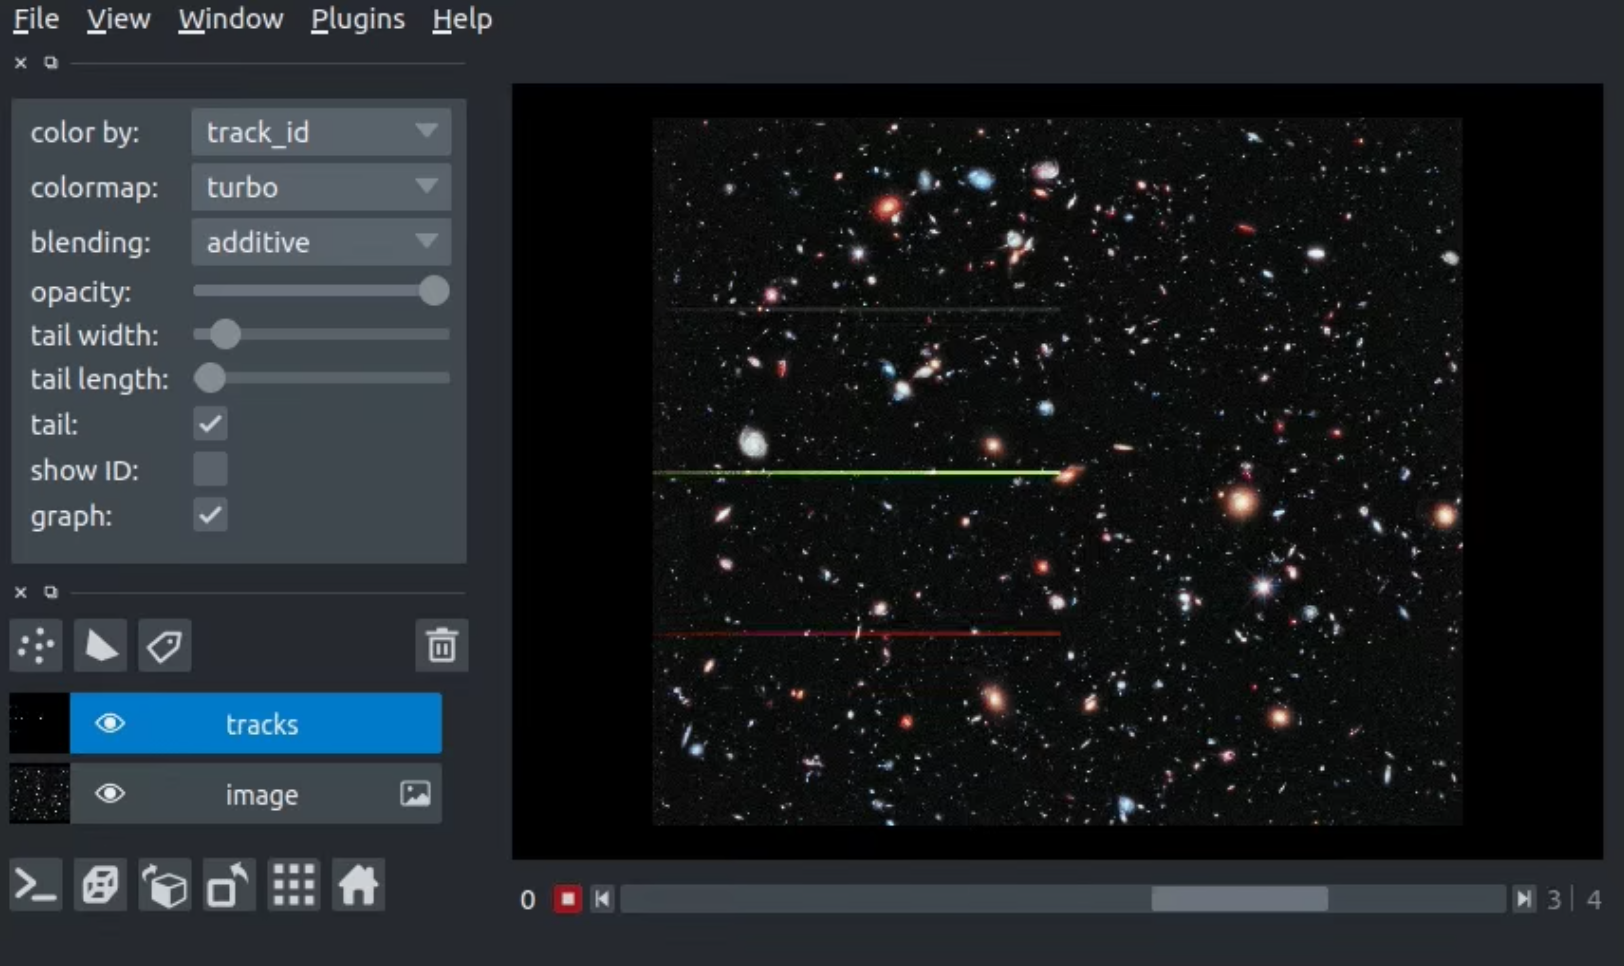 File View Window Plugins Help
color by: track_id
colormap: turbo
blending: additive
opacity:
tail width:
tail length:
tail:
show ID:
graph:
tracks
image
0 3 | 4